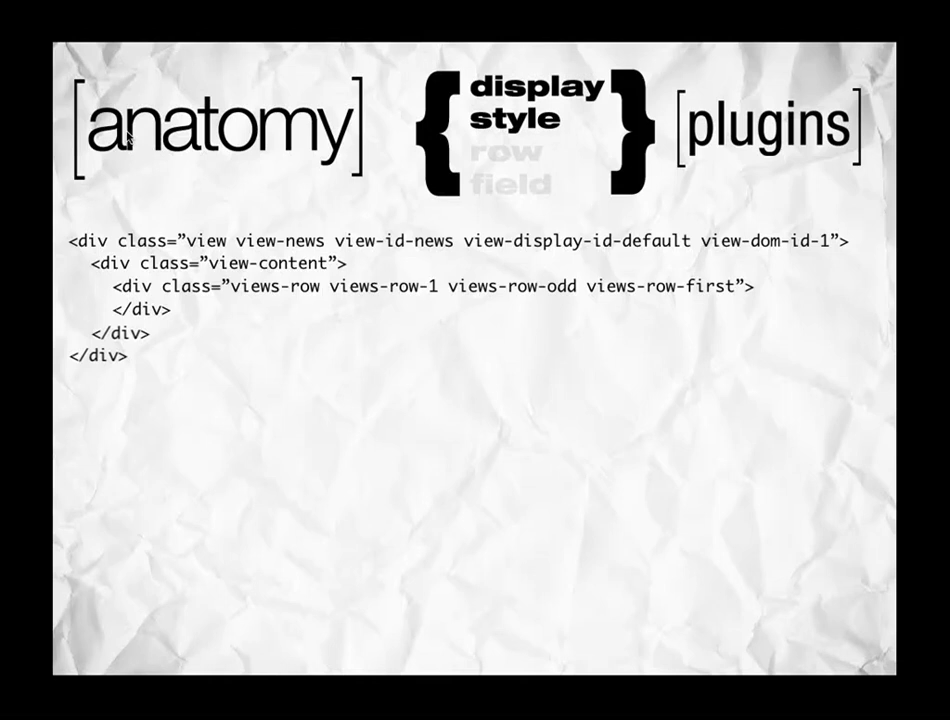 [anatomy]
{display
style
row
field}
[plugins]
<div class=”view view-news view-id-news view-display-id-default view-dom-id-1”>
<div class=”view-content”>
<div class=”views-row views-row-1 views-row-odd views-row-first”>
</div>
</div>
</div>